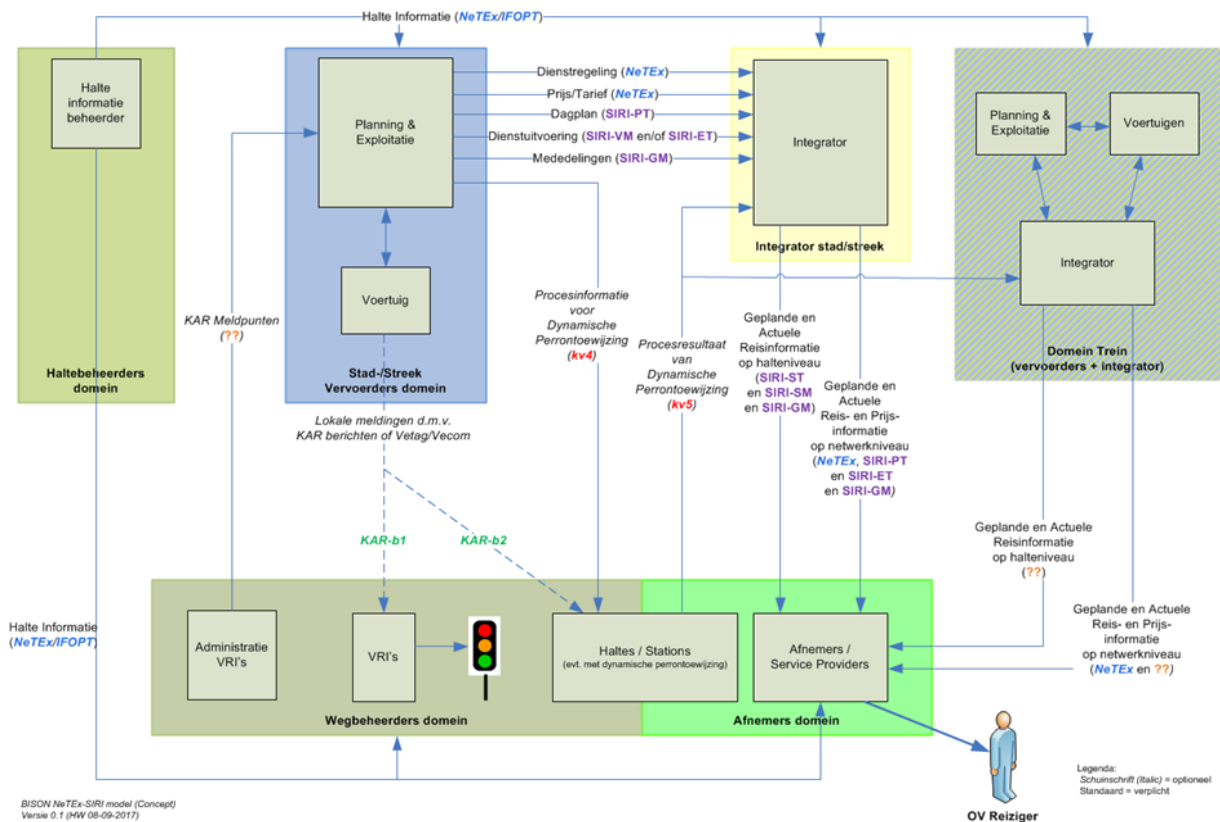 Halte Informatie (NeTEx/IFOPT)
Halte
informatie
beheerder
Haltebeheerders
domein
Planning &
Exploitatie
Voertuig
Stad-/Streek
Vervoerders domein
Dienstregeling (NeTEx)
Prijs/Tarief (NeTEx)
Dagplan (SIRI-PT)
Dienstuitvoering (SIRI-VM en/of SIRI-ET)
Mededelingen (SIRI-GM)
Integrator
Integrator stad/streek
Planning &
Exploitatie
Voertuigen
Integrator
Domein Trein
(vervoerders + integrator)
KAR Meldpunten
(??)
Procesinformatie
voor
Dynamische
Perrontoewijzing
(kv4)
Procesresultaat
van
Dynamische
Perrontoewijzing
(kv5)
Geplande en
Actuele
Reisinformatie
op halteniveau
(SIRI-ST
en SIRI-SM
en SIRI-GM)
Geplande en
Actuele
Reis- en Prijs-
informatie
op netwerkniveau
(NeTEx, SIRI-PT
en SIRI-ET
en SIRI-GM)
Lokale meldingen d.m.v.
KAR berichten of Vetag/Vecom
KAR-b1
KAR-b2
Geplande en Actuele
Reisinformatie
op halteniveau
(??)
Geplande en Actuele
Reis- en Prijs-
informatie
op netwerkniveau
(NeTEx en ??)
Halte Informatie
(NeTEx/IFOPT)
Administratie
VRI's
VRI's
Haltes / Stations
(evt. met dynamische perrontoewijzing)
Afnemers /
Service Providers
Wegbeheerders domein
Afnemers domein
OV Reiziger
Legenda:
Schuinschrift (Italic) = optioneel
Standaard = verplicht
BISON NeTEx-SIRI model (Concept)
Versie 0.1 (HW 08-09-2017)